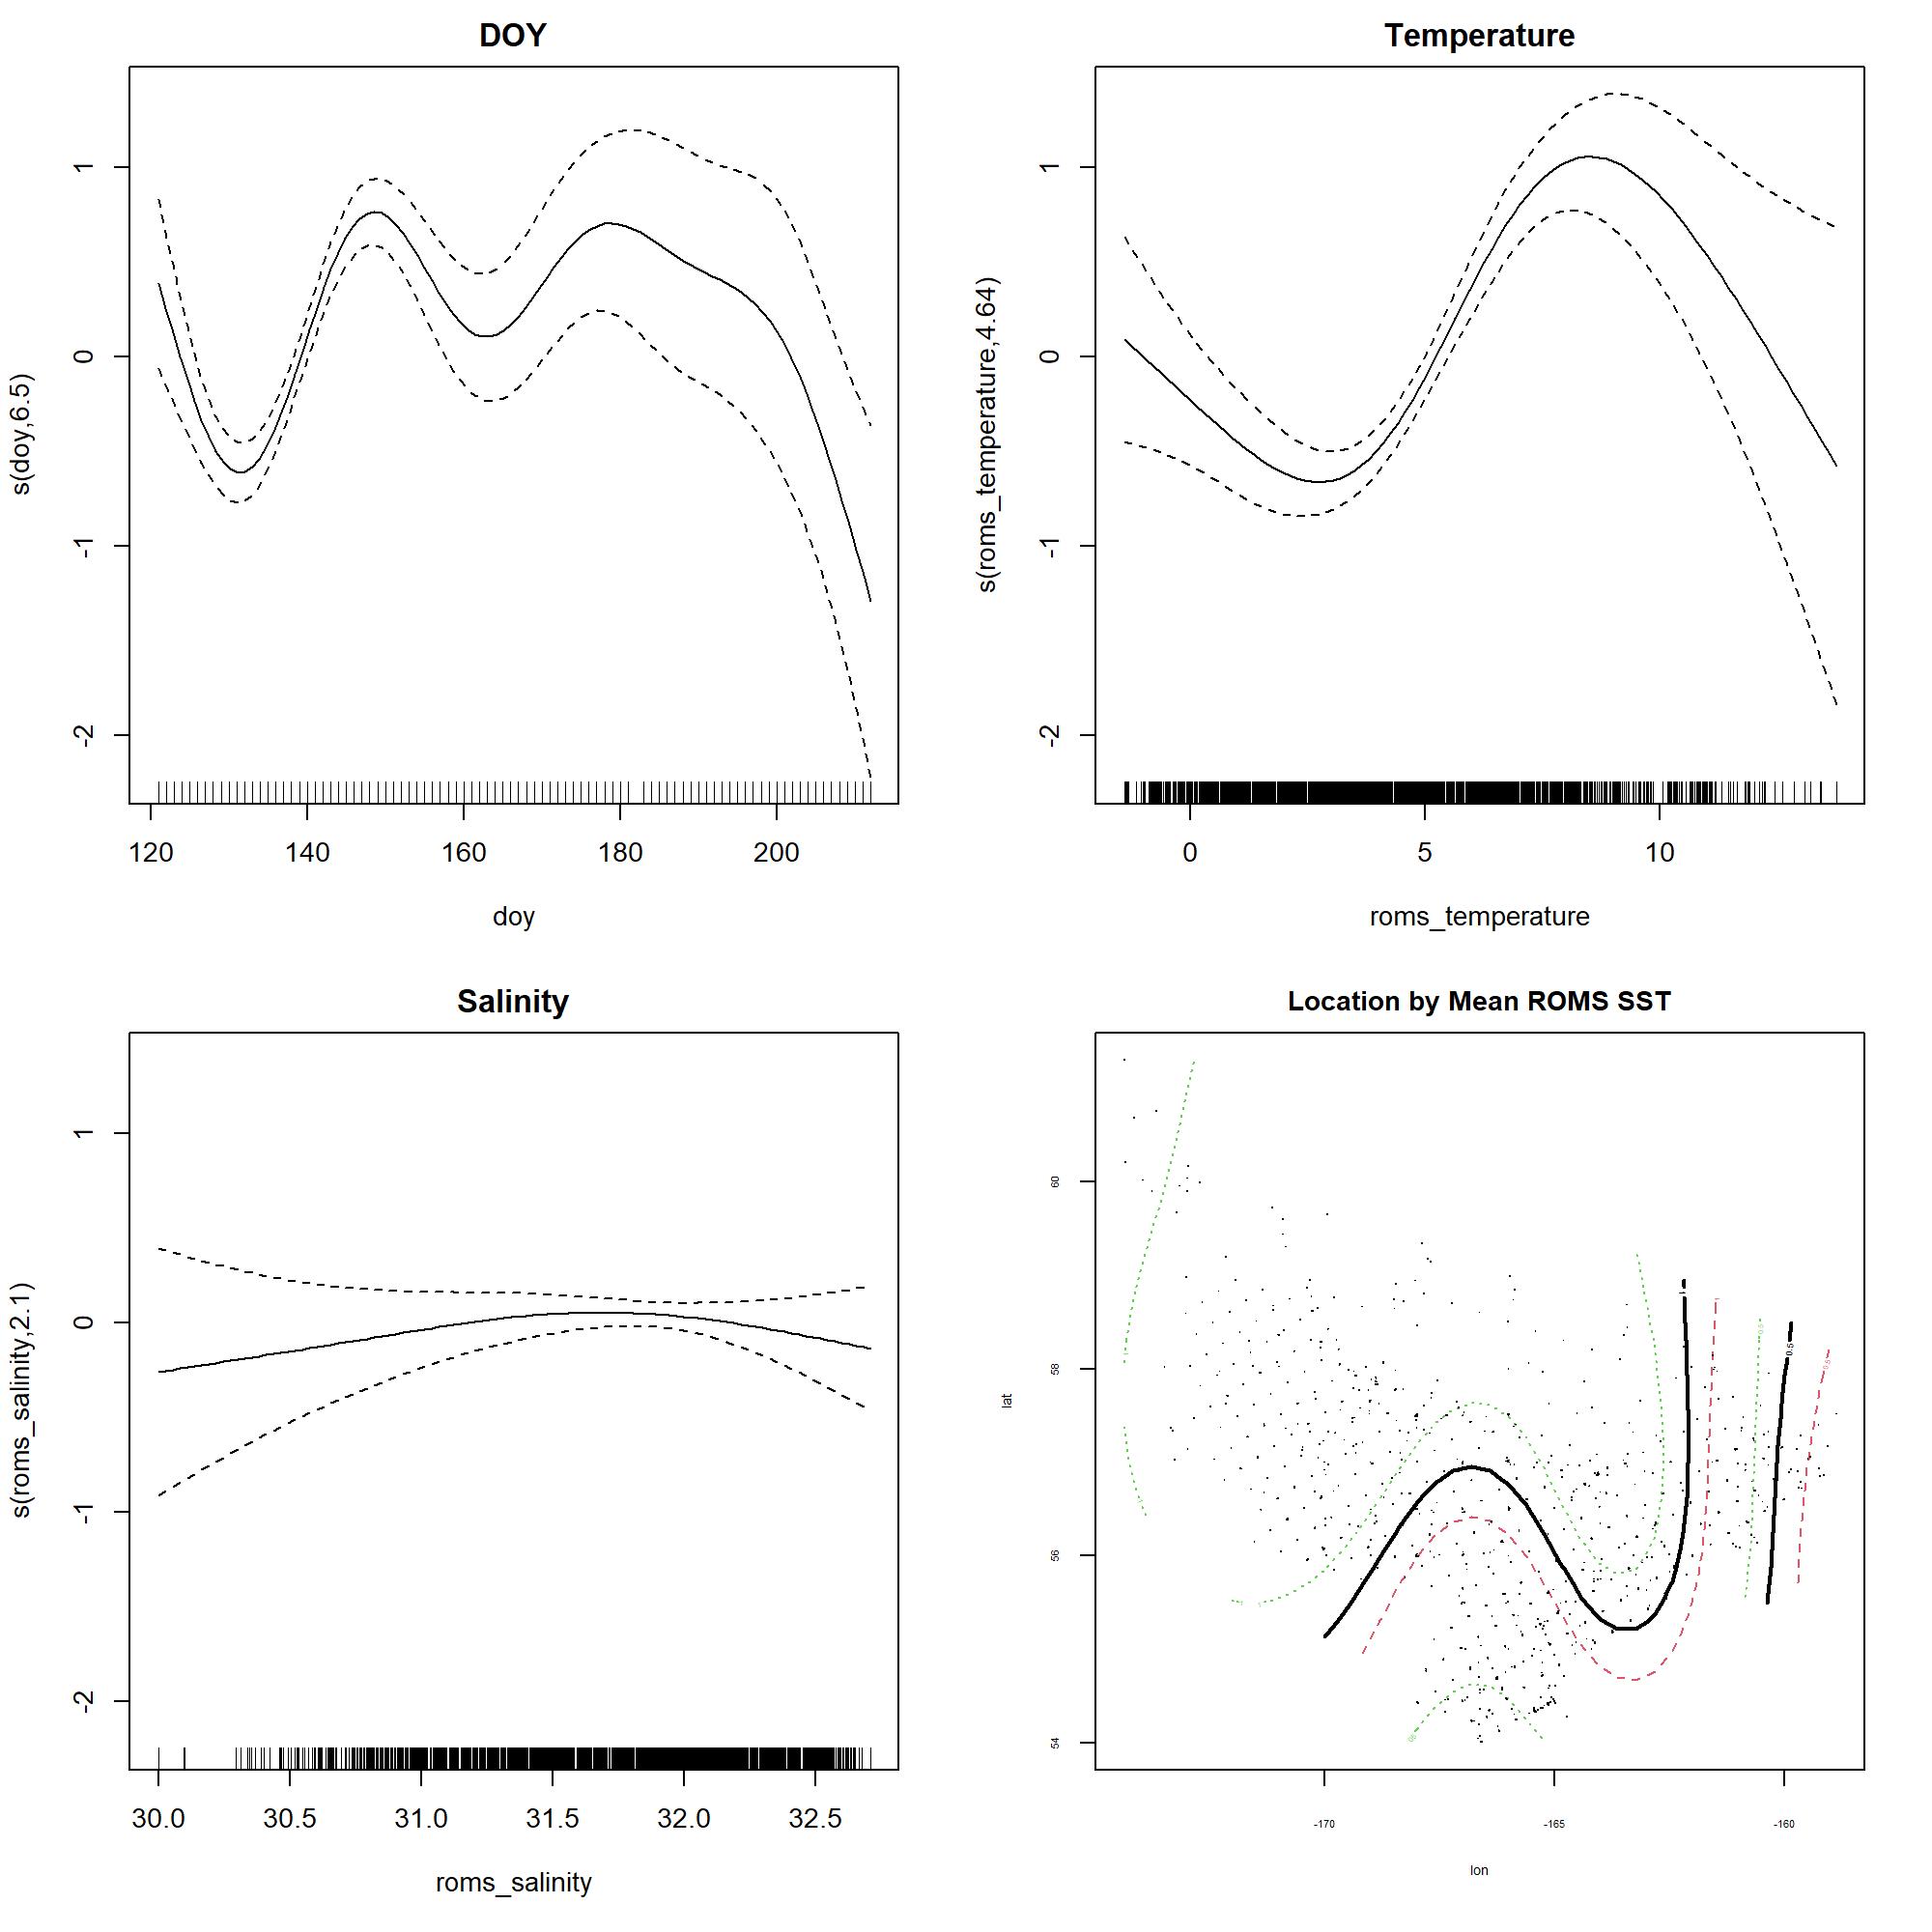 DOY
s(doy,6.5)
1
0
-1
-2
120 140 160 180 200
doy
Temperature
s(roms_temperature,4.64)
1
0
-1
-2
0 5 10
roms_temperature
Salinity
s(roms_salinity,2.1)
1
0
-1
-2
30.0 30.5 31.0 31.5 32.0 32.5
roms_salinity
Location by Mean ROMS SST
lat
60
58
56
54
0.5
-170 -165 -160
lon